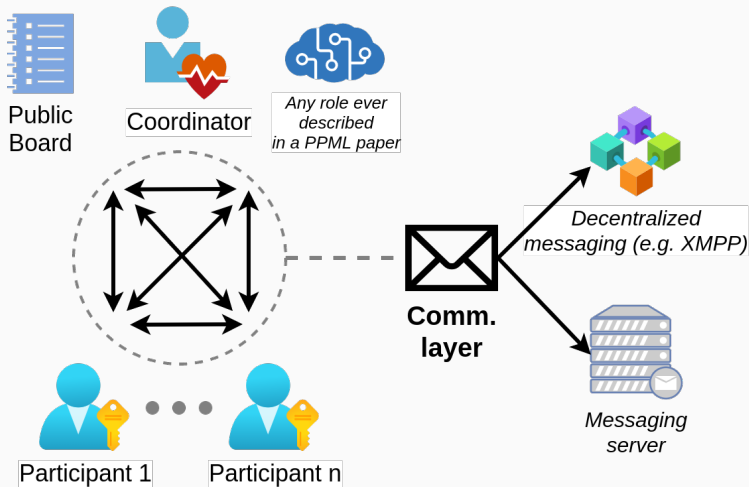 Public
Board
Coordinator
Any role ever
described
in a PPML paper
Decentralized
messaging (e.g. XMPP)
Comm.
layer
Messaging
server
Participant 1
Participant n